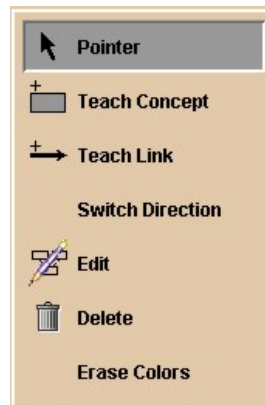 Pointer
Teach Concept
Teach Link
Switch Direction
Edit
Delete
Erase Colors